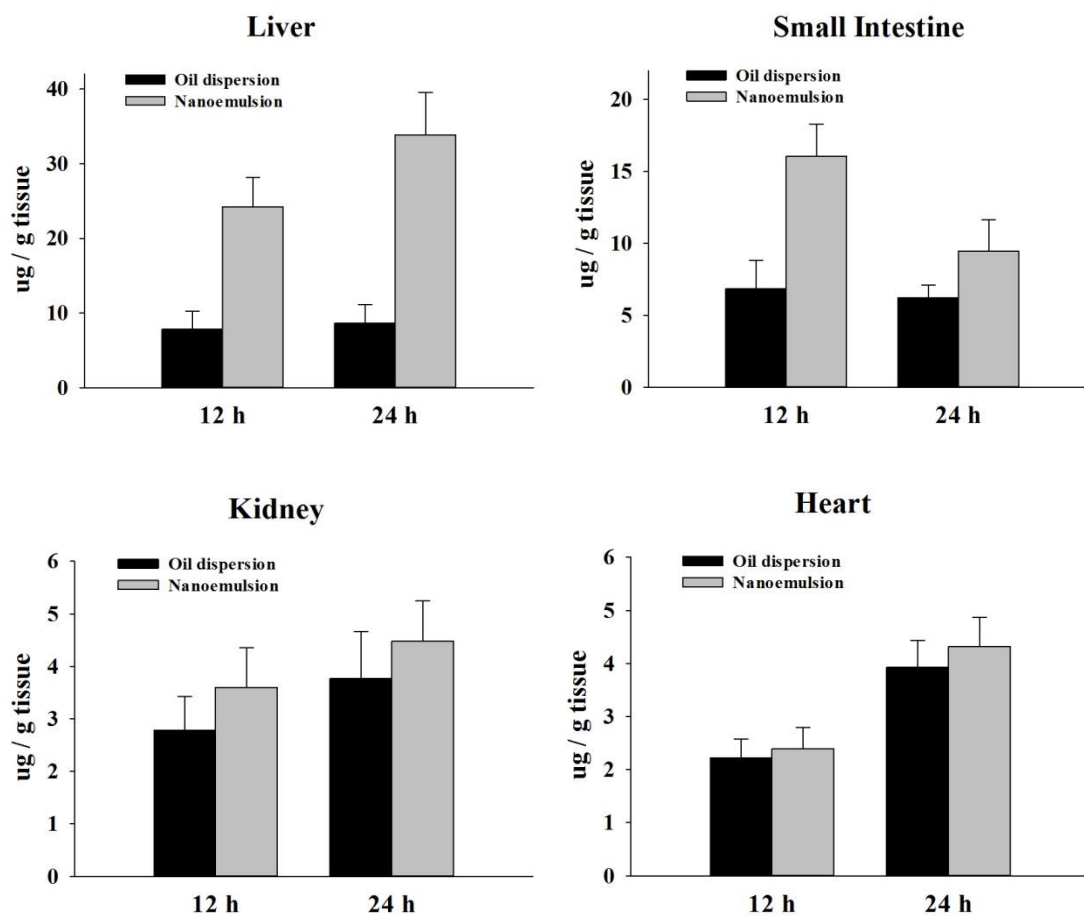 Liver
Oil dispersion
Nanoemulsion
ug / g tissue
40
30
20
10
0
12 h
24 h
Small Intestine
Oil dispersion
Nanoemulsion
ug / g tissue
20
15
10
5
0
12 h
24 h
Kidney
Oil dispersion
Nanoemulsion
ug / g tissue
6
5
4
3
2
1
0
12 h
24 h
Heart
Oil dispersion
Nanoemulsion
ug / g tissue
6
5
4
3
2
1
0
12 h
24 h